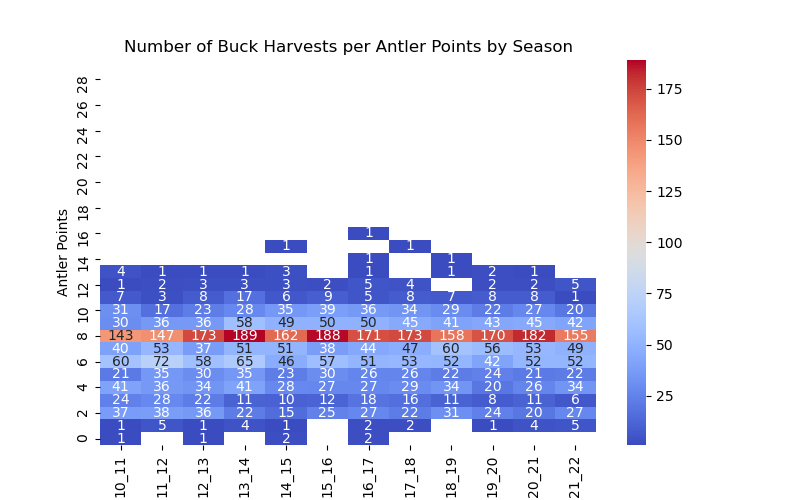 Number of Buck Harvests per Antler Points by Season
Antler Points
28
26
24
22
20
18
16 1
1 1
14 1 1
4 1 1 1 3 1 1 2 1
12 1 2 3 3 3 2 5 4 2 2 5
7 3 8 17 6 9 5 8 7 8 8 1
10 31 17 23 28 35 39 36 34 29 22 27 20
30 36 36 58 49 50 50 45 41 43 45 42
8 143 147 173 189 162 188 171 173 158 170 182 155
40 53 37 51 51 38 44 47 60 56 53 49
6 60 72 58 65 46 57 51 53 52 42 52 52
21 35 30 35 23 30 26 26 22 24 21 22
4 41 36 34 41 28 27 27 29 34 20 26 34
24 28 22 11 10 12 18 16 11 8 11 6
2 37 38 36 22 15 25 27 22 31 24 20 27
1 5 1 4 1 2 2 1 4 5
0 1 1 2 2
10_11 11_12 12_13 13_14 14_15 15_16 16_17 17_18 18_19 19_20 20_21 21_22
175
150
125
100
75
50
25